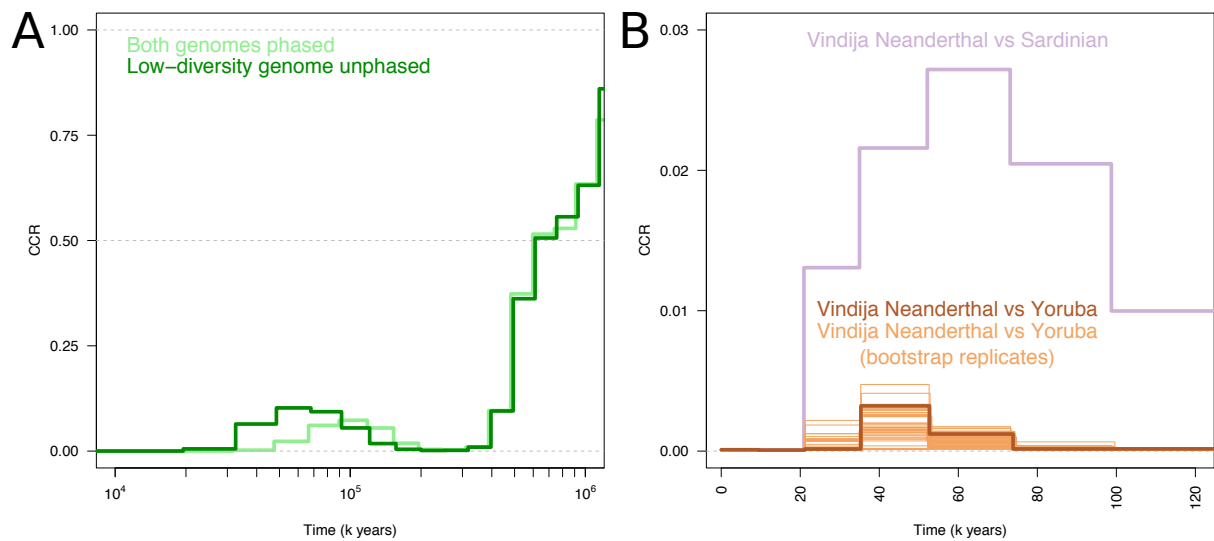 A
Both genomes phased
Low−diversity genome unphased
1.00
0.75
0.50
0.25
0.00
CCR
10^4
10^5
10^6
Time (k years)
B
Vindija Neanderthal vs Sardinian
Vindija Neanderthal vs Yoruba
Vindija Neanderthal vs Yoruba
(bootstrap replicates)
0.03
0.02
0.01
0.00
CCR
0
20
40
60
80
100
120
Time (k years)